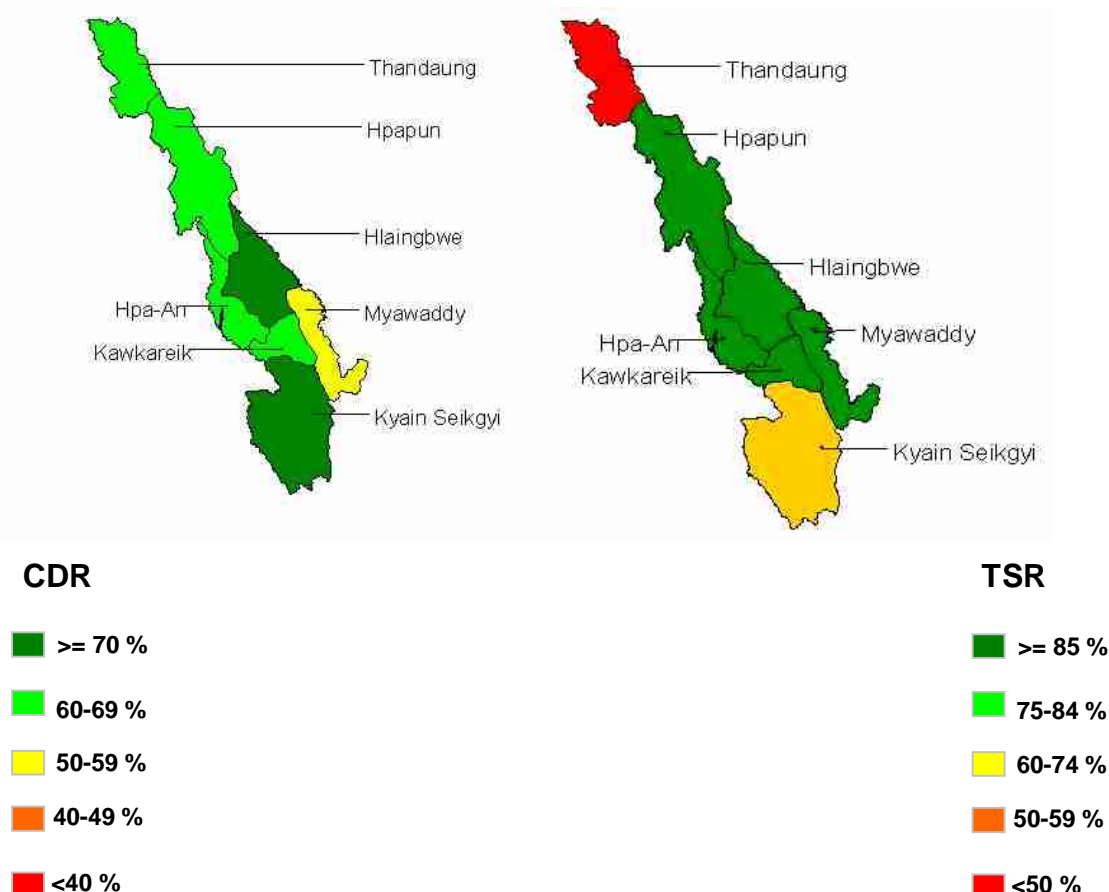 Thandaung
Hpapun
Hlaingbwe
Hpa-An
Myawaddy
Kawkareik
Kyain Seikgyi
Thandaung
Hpapun
Hlaingbwe
Myawaddy
Hpa-An
Kawkareik
Kyain Seikgyi
CDR
>= 70 %
60-69 %
50-59 %
40-49 %
<40 %
TSR
>= 85 %
75-84 %
60-74 %
50-59 %
<50 %